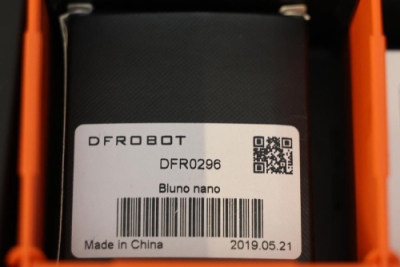 DFROBOT
DFR0296
Bluno nano
Made in China 2019.05.21